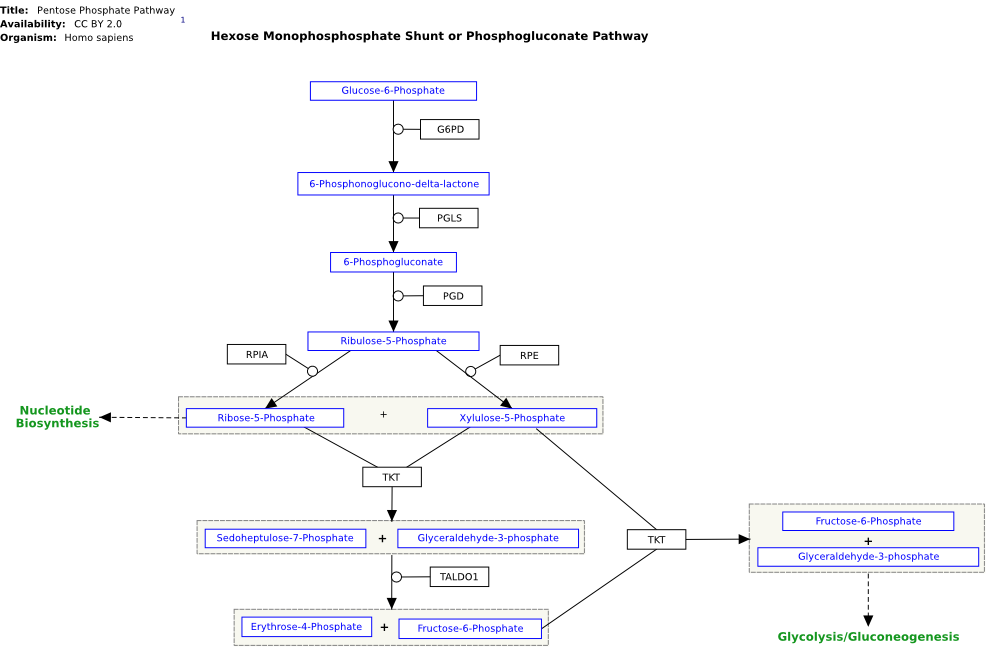 Title: Pentose Phosphate Pathway
Availability: CC BY 2.0
1
Organism: Homo sapiens
Hexose Monophosphosphate Shunt or Phosphogluconate Pathway
Glucose-6-Phosphate
G6PD
6-Phosphonoglucono-delta-lactone
PGLS
6-Phosphogluconate
PGD
Ribulose-5-Phosphate
RPIA
RPE
Nucleotide
Biosynthesis
Ribose-5-Phosphate
+
Xylulose-5-Phosphate
TKT
Sedoheptulose-7-Phosphate
+
Glyceraldehyde-3-phosphate
TKT
Fructose-6-Phosphate
+
Glyceraldehyde-3-phosphate
TALDO1
Erythrose-4-Phosphate
+
Fructose-6-Phosphate
Glycolysis/Gluconeogenesis